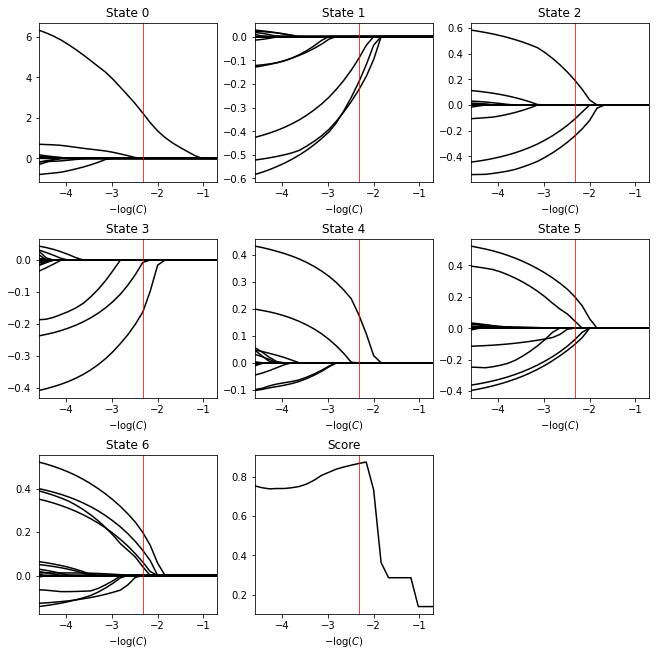 State 0
6
4
2
0
−4 −3 −2 −1
−log(C)
State 1
0.0
−0.1
−0.2
−0.3
−0.4
−0.5
−0.6
−4 −3 −2 −1
−log(C)
State 2
0.6
0.4
0.2
0.0
−0.2
−0.4
−4 −3 −2 −1
−log(C)
State 3
0.0
−0.1
−0.2
−0.3
−0.4
−4 −3 −2 −1
−log(C)
State 4
0.4
0.3
0.2
0.1
0.0
−0.1
−4 −3 −2 −1
−log(C)
State 5
0.4
0.2
0.0
−0.2
−0.4
−4 −3 −2 −1
−log(C)
State 6
0.4
0.2
0.0
−4 −3 −2 −1
−log(C)
Score
0.8
0.6
0.4
0.2
−4 −3 −2 −1
−log(C)